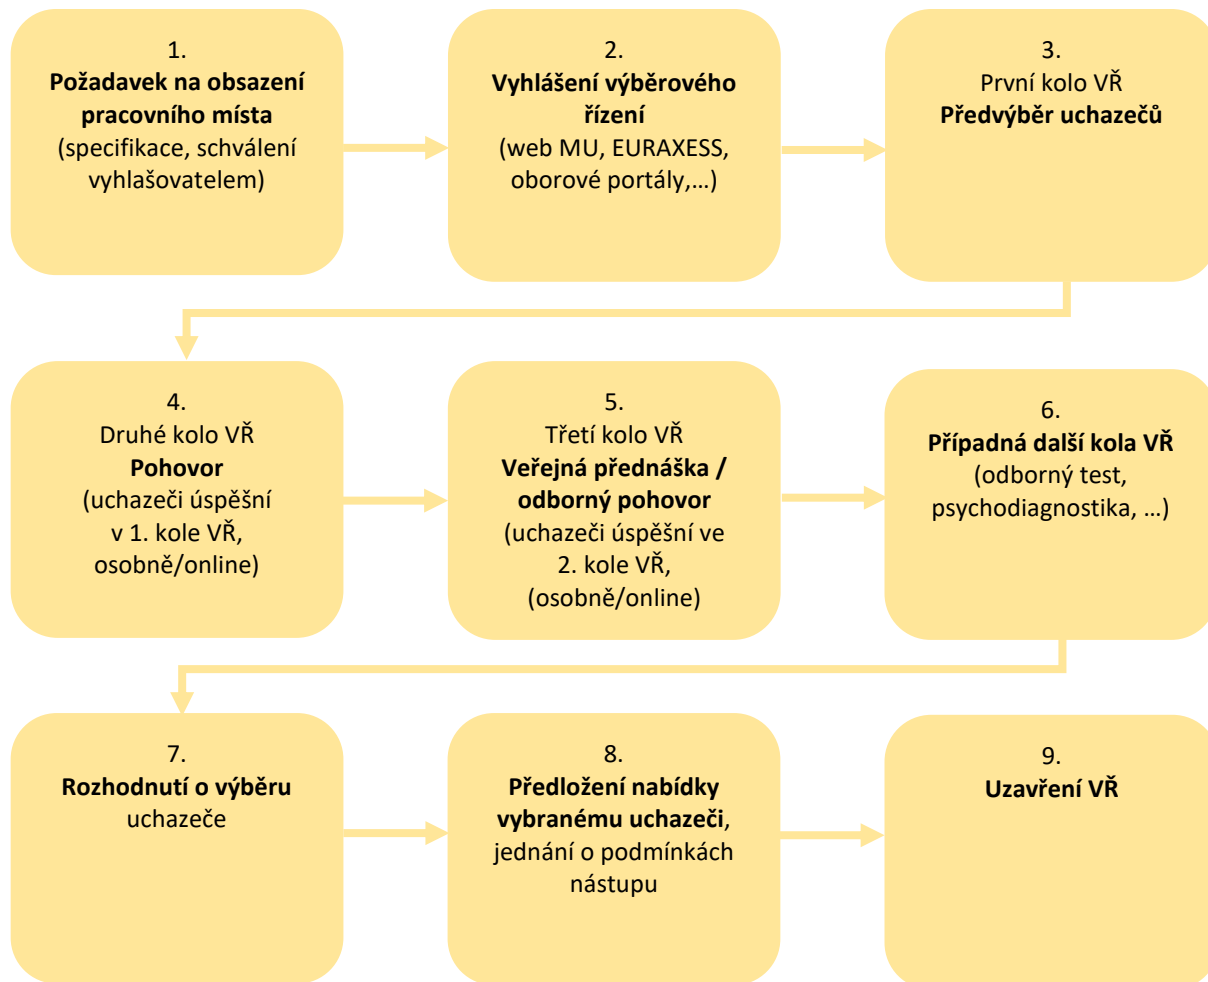 1.
Požadavek na obsazení
pracovního místa
(specifikace, schválení
vyhlašovatelem)
2.
Vyhlášení výběrového
řízení
(web MU, EURAXESS,
oborové portály,…)
3.
První kolo VŘ
Předvýběr uchazečů
4.
Druhé kolo VŘ
Pohovor
(uchazeči úspěšní
v 1. kole VŘ,
osobně/online)
5.
Třetí kolo VŘ
Veřejná přednáška /
odborný pohovor
(uchazeči úspěšní ve
2. kole VŘ,
(osobně/online)
6.
Případná další kola VŘ
(odborný test,
psychodiagnostika, …)
7.
Rozhodnutí o výběru
uchazeče
8.
Předložení nabídky
vybranému uchazeči,
jednání o podmínkách
nástupu
9.
Uzavření VŘ